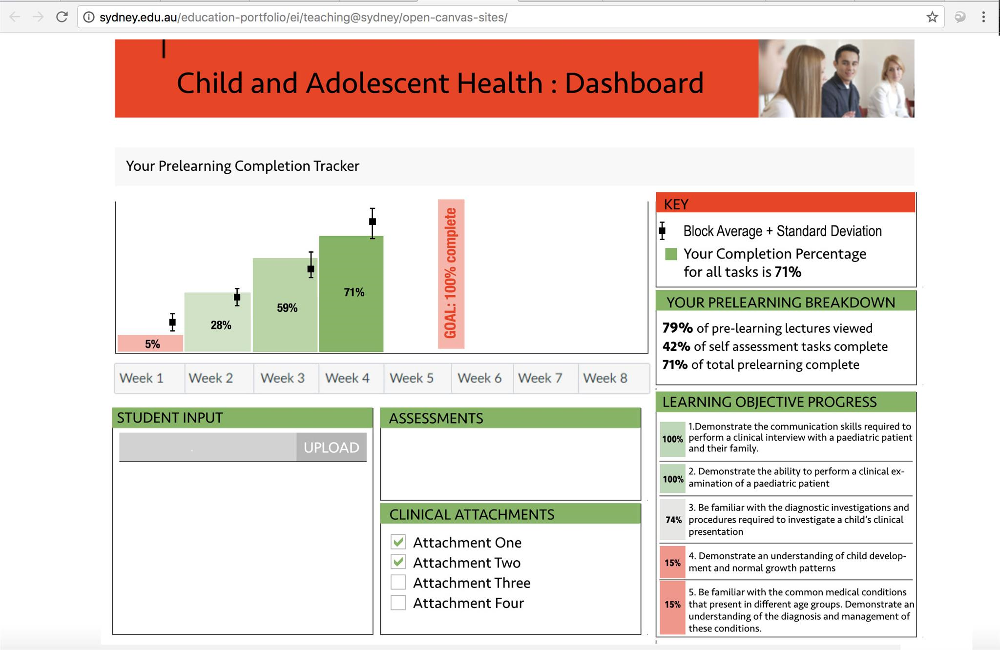 sydney.edu.au/education-portfolio/ei/teaching@sydney/open-canvas-sites/
Child and Adolescent Health : Dashboard
Your Prelearning Completion Tracker
5%
28%
59%
71%
GOAL: 100% complete
Week 1
Week 2
Week 3
Week 4
Week 5
Week 6
Week 7
Week 8
KEY
Block Average + Standard Deviation
Your Completion Percentage
for all tasks is 71%
YOUR PRELEARNING BREAKDOWN
79% of pre-learning lectures viewed
42% of self assessment tasks complete
71% of total prelearning complete
STUDENT INPUT
UPLOAD
ASSESSMENTS
CLINICAL ATTACHMENTS
Attachment One
Attachment Two
Attachment Three
Attachment Four
LEARNING OBJECTIVE PROGRESS
100%
1.Demonstrate the communication skills required to
perform a clinical interview with a paediatric patient
and their family.
100%
2. Demonstrate the ability to perform a clinical ex-
amination of a paediatric patient
74%
3. Be familiar with the diagnostic investigations and
procedures required to investigate a child's clinical
presentation
15%
4. Demonstrate an understanding of child develop-
ment and normal growth patterns
15%
5. Be familiar with the common medical conditions
that present in different age groups. Demonstrate an
understanding of the diagnosis and management of
these conditions.